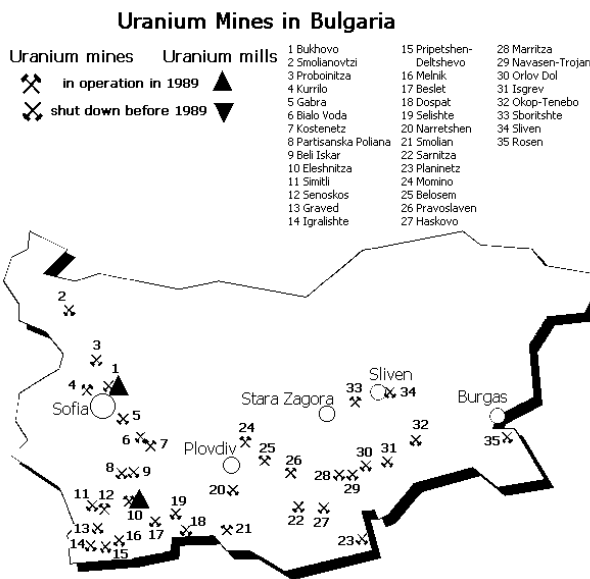 Uranium Mines in Bulgaria
Uranium mines Uranium mills
in operation in 1989
shut down before 1989
1 Bukhovo
2 Smolianovtzi
3 Proboinitza
4 Kurrilo
5 Gabra
6 Bialo Voda
7 Kostenetz
8 Partisanska Poliana
9 Beli Iskar
10 Eleshnitza
11 Simitli
12 Senoskos
13 Graved
14 Igralishte
15 Pripetshen-
Deltshevo
16 Melnik
17 Beslet
18 Dospat
19 Selishte
20 Narretshen
21 Smolian
22 Sarnitza
23 Planinetz
24 Momino
25 Belosem
26 Pravoslaven
27 Haskovo
28 Marritza
29 Navasen-Trojan
30 Orlov Dol
31 Isgrev
32 Okop-Tenebo
33 Sboritshte
34 Sliven
35 Rosen
2
3
1
4
Sofia
5
6
7
8
9
10
11
12
13
14
15
16
17
18
19
20
21
Plovdiv
24
25
26
22
27
28
29
30
31
32
23
Stara Zagora
33
Sliven
34
Burgas
35